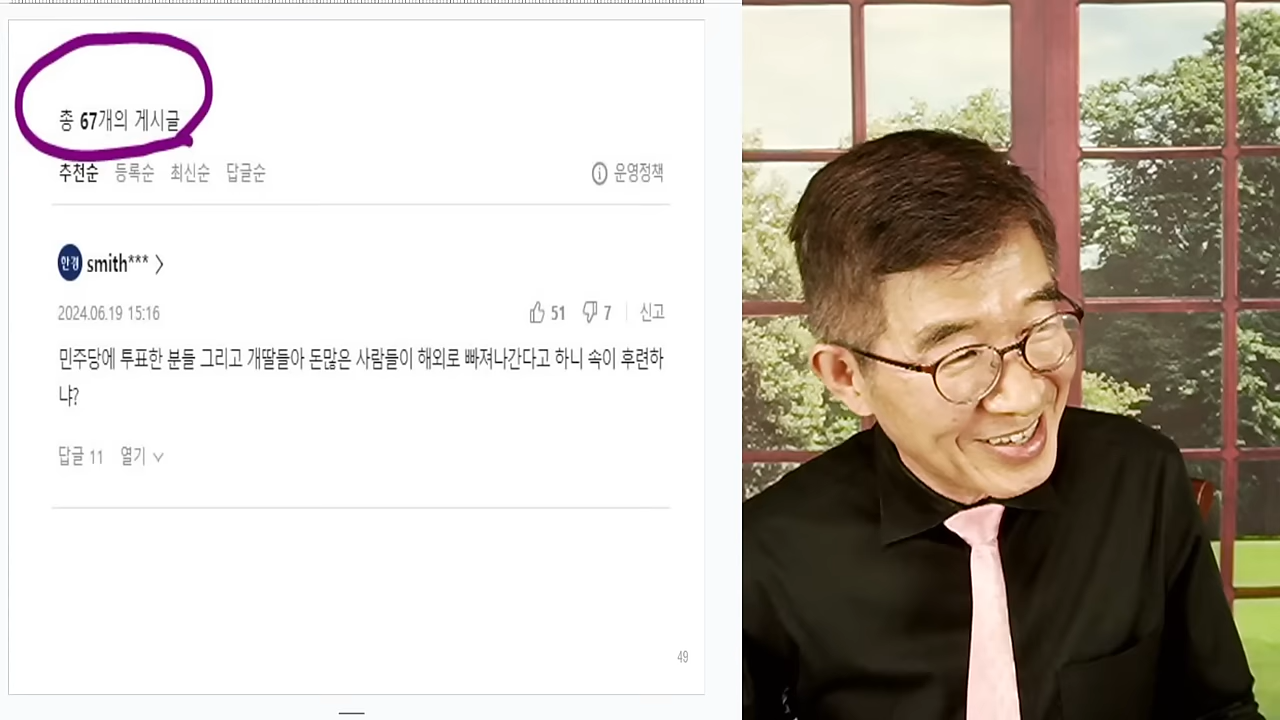 총 67개의 게시글
추천순 등록순 최신순 답글순 운영정책
안경 smith***
2024.06.19 15:16 51 7 신고
민주당에 투표한 분들 그리고 개딸들아 돈많은 사람들이 해외로 빠져나간다고 하니 속이 후련하
냐?
답글 11 열기
49